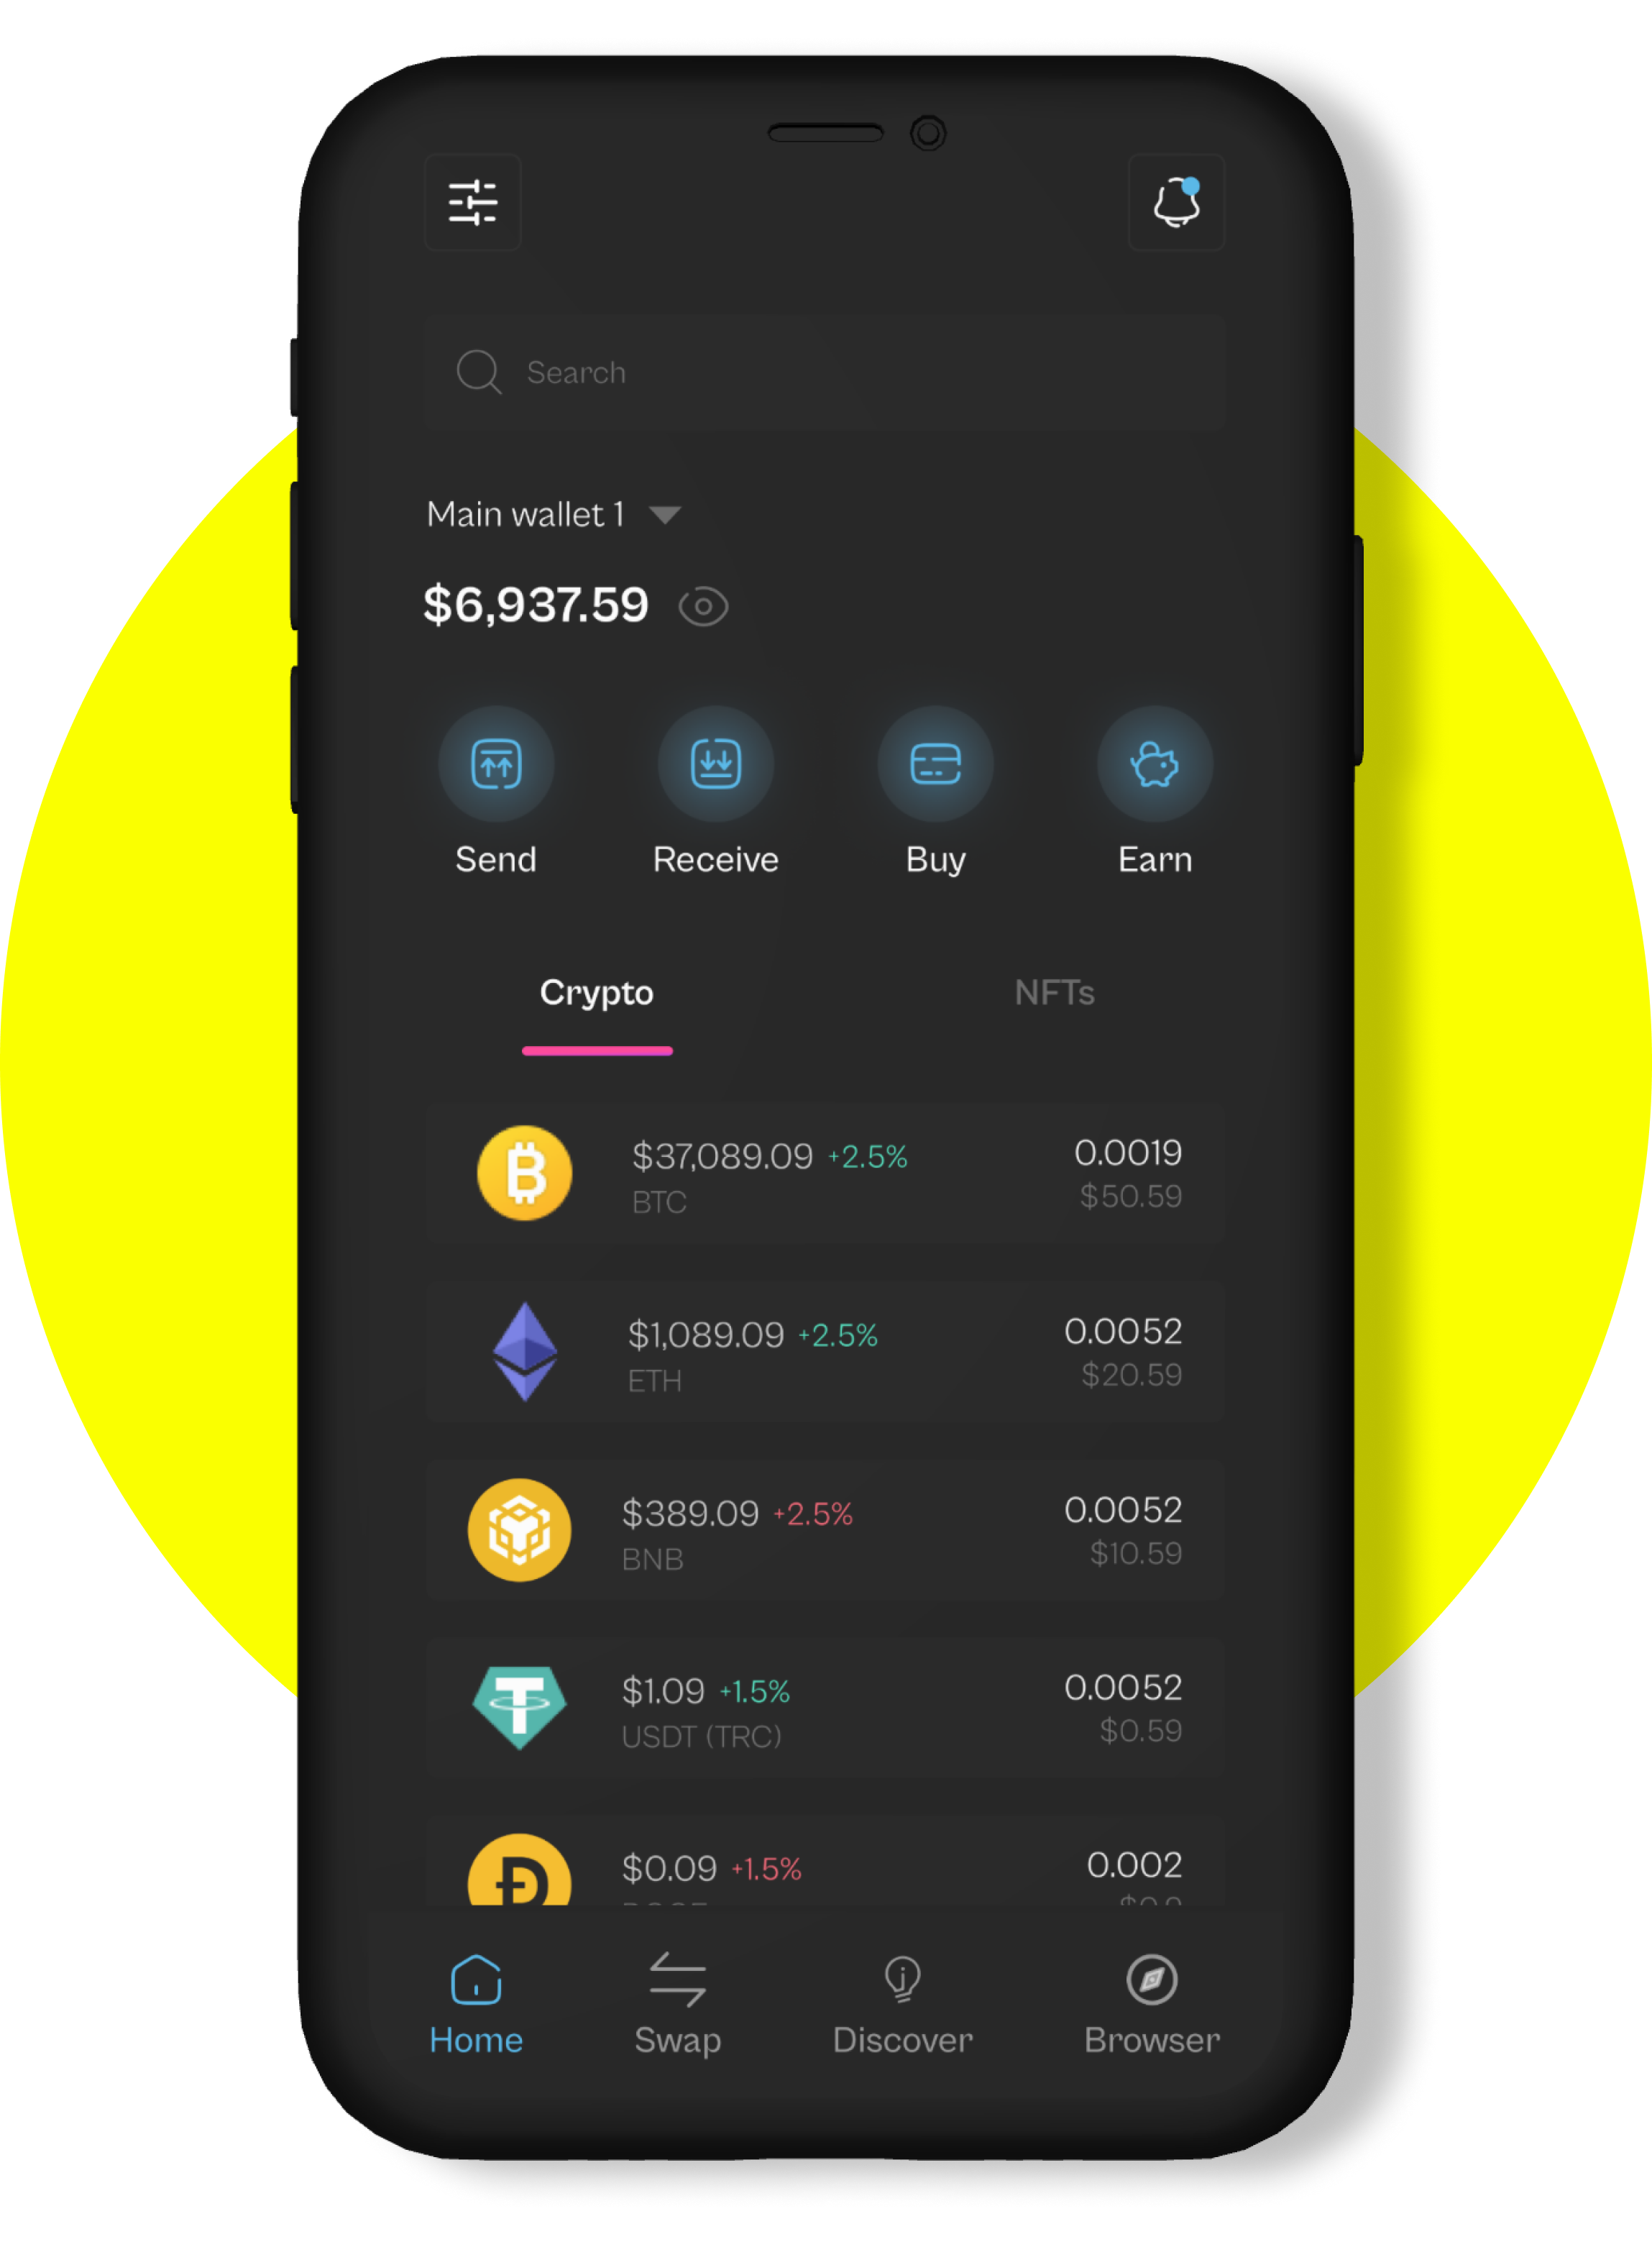 Search
Main wallet 1
$6,937.59
Send Receive Buy Earn
Crypto NFTs
$37,089.09 +2.5% 0.0019
BTC $50.59
$1,089.09 +2.5% 0.0052
ETH $20.59
$389.09 +2.5% 0.0052
BNB $10.59
$1.09 +1.5% 0.0052
USDT (TRC) $0.59
$0.09 +1.5% 0.002
Home Swap Discover Browser